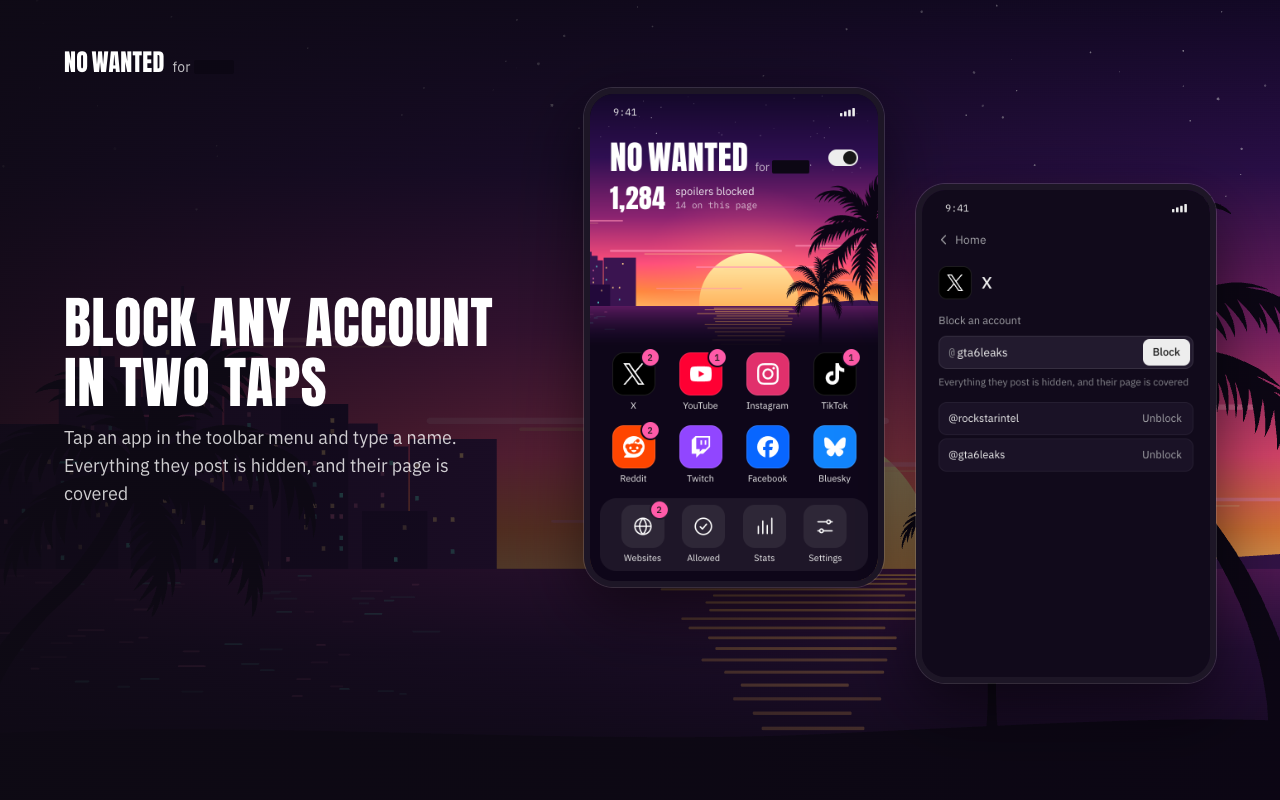 NO WANTED for
BLOCK ANY ACCOUNT
IN TWO TAPS
Tap an app in the toolbar menu and type a name.
Everything they post is hidden, and their page is
covered
9:41
NO WANTED for
1,284 spoilers blocked
14 on this page
2 1 1
X YouTube Instagram TikTok
2
Reddit Twitch Facebook Bluesky
2
Websites Allowed Stats Settings
9:41
Home
X
Block an account
@ gta6leaks Block
Everything they post is hidden, and their page is covered
@rockstarintel Unblock
@gta6leaks Unblock